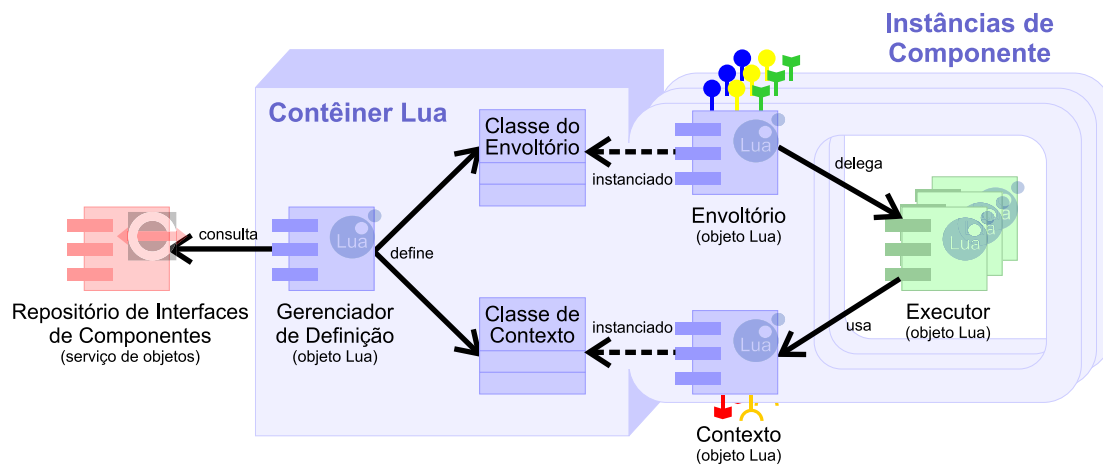 Instâncias de
Componente
Contêiner Lua
Classe do
Envoltório
Lua
instanciado
delega
Envoltório
(objeto Lua)
Lua
consulta
Lua
define
Repositório de Interfaces
de Componentes
(serviço de objetos)
Gerenciador
de Definição
(objeto Lua)
Classe de
Contexto
instanciado
Lua
usa
Executor
(objeto Lua)
Contexto
(objeto Lua)